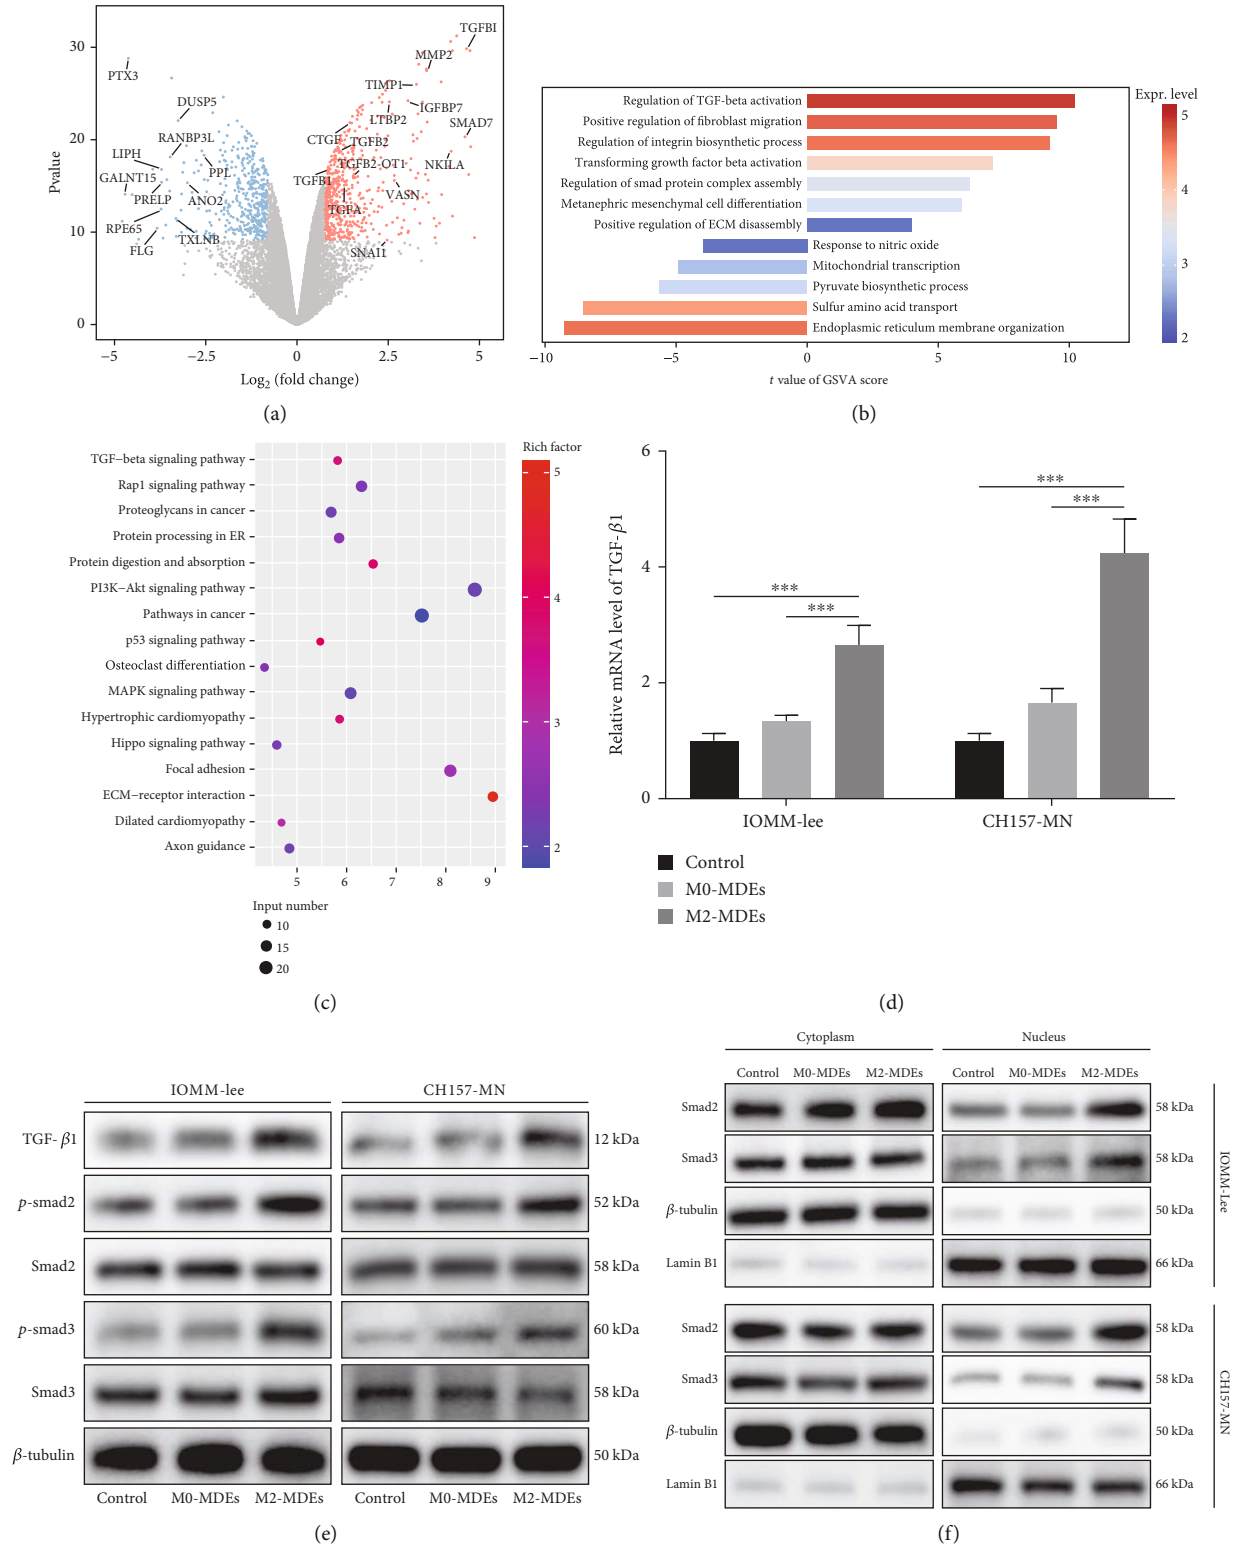 30
20
10
0
Pvalue
−5
−2.5
0
2.5
5
Log2 (fold change)
TGFBI
MMP2
PTX3
TIMP1
DUSP5
IGFBP7
LTBP2
SMAD7
RANBP3L
CTGF
TGFB2
LIPH
TGFB2-OT1
NKILA
GALNT15
PPL
TGFB1
PRELP
ANO2
VASN
TGFA
RPE65
TXLNB
FLG
SNAI1
(a)
Regulation of TGF-beta activation
Positive regulation of fibroblast migration
Regulation of integrin biosynthetic process
Transforming growth factor beta activation
Regulation of smad protein complex assembly
Metanephric mesenchymal cell differentiation
Positive regulation of ECM disassembly
Response to nitric oxide
Mitochondrial transcription
Pyruvate biosynthetic process
Sulfur amino acid transport
Endoplasmic reticulum membrane organization
−10
−5
0
5
10
t value of GSVA score
Expr. level
5
4
3
2
(b)
TGF−beta signaling pathway
Rap1 signaling pathway
Proteoglycans in cancer
Protein processing in ER
Protein digestion and absorption
PI3K−Akt signaling pathway
Pathways in cancer
p53 signaling pathway
Osteoclast differentiation
MAPK signaling pathway
Hypertrophic cardiomyopathy
Hippo signaling pathway
Focal adhesion
ECM−receptor interaction
Dilated cardiomyopathy
Axon guidance
5
6
7
8
9
Input number
10
15
20
Rich factor
5
4
3
2
(c)
Relative mRNA level of TGF-β1
6
4
2
0
***
***
***
***
IOMM-lee
CH157-MN
Control
M0-MDEs
M2-MDEs
(d)
IOMM-lee
CH157-MN
TGF-β1
12 kDa
p-smad2
52 kDa
Smad2
58 kDa
p-smad3
60 kDa
Smad3
58 kDa
β-tubulin
50 kDa
Control
M0-MDEs
M2-MDEs
Control
M0-MDEs
M2-MDEs
(e)
Cytoplasm
Nucleus
Control
M0-MDEs
M2-MDEs
Control
M0-MDEs
M2-MDEs
Smad2
58 kDa
Smad3
58 kDa
β-tubulin
50 kDa
Lamin B1
66 kDa
IOMM-Lee
Smad2
58 kDa
Smad3
58 kDa
β-tubulin
50 kDa
Lamin B1
66 kDa
CH157-MN
(f)